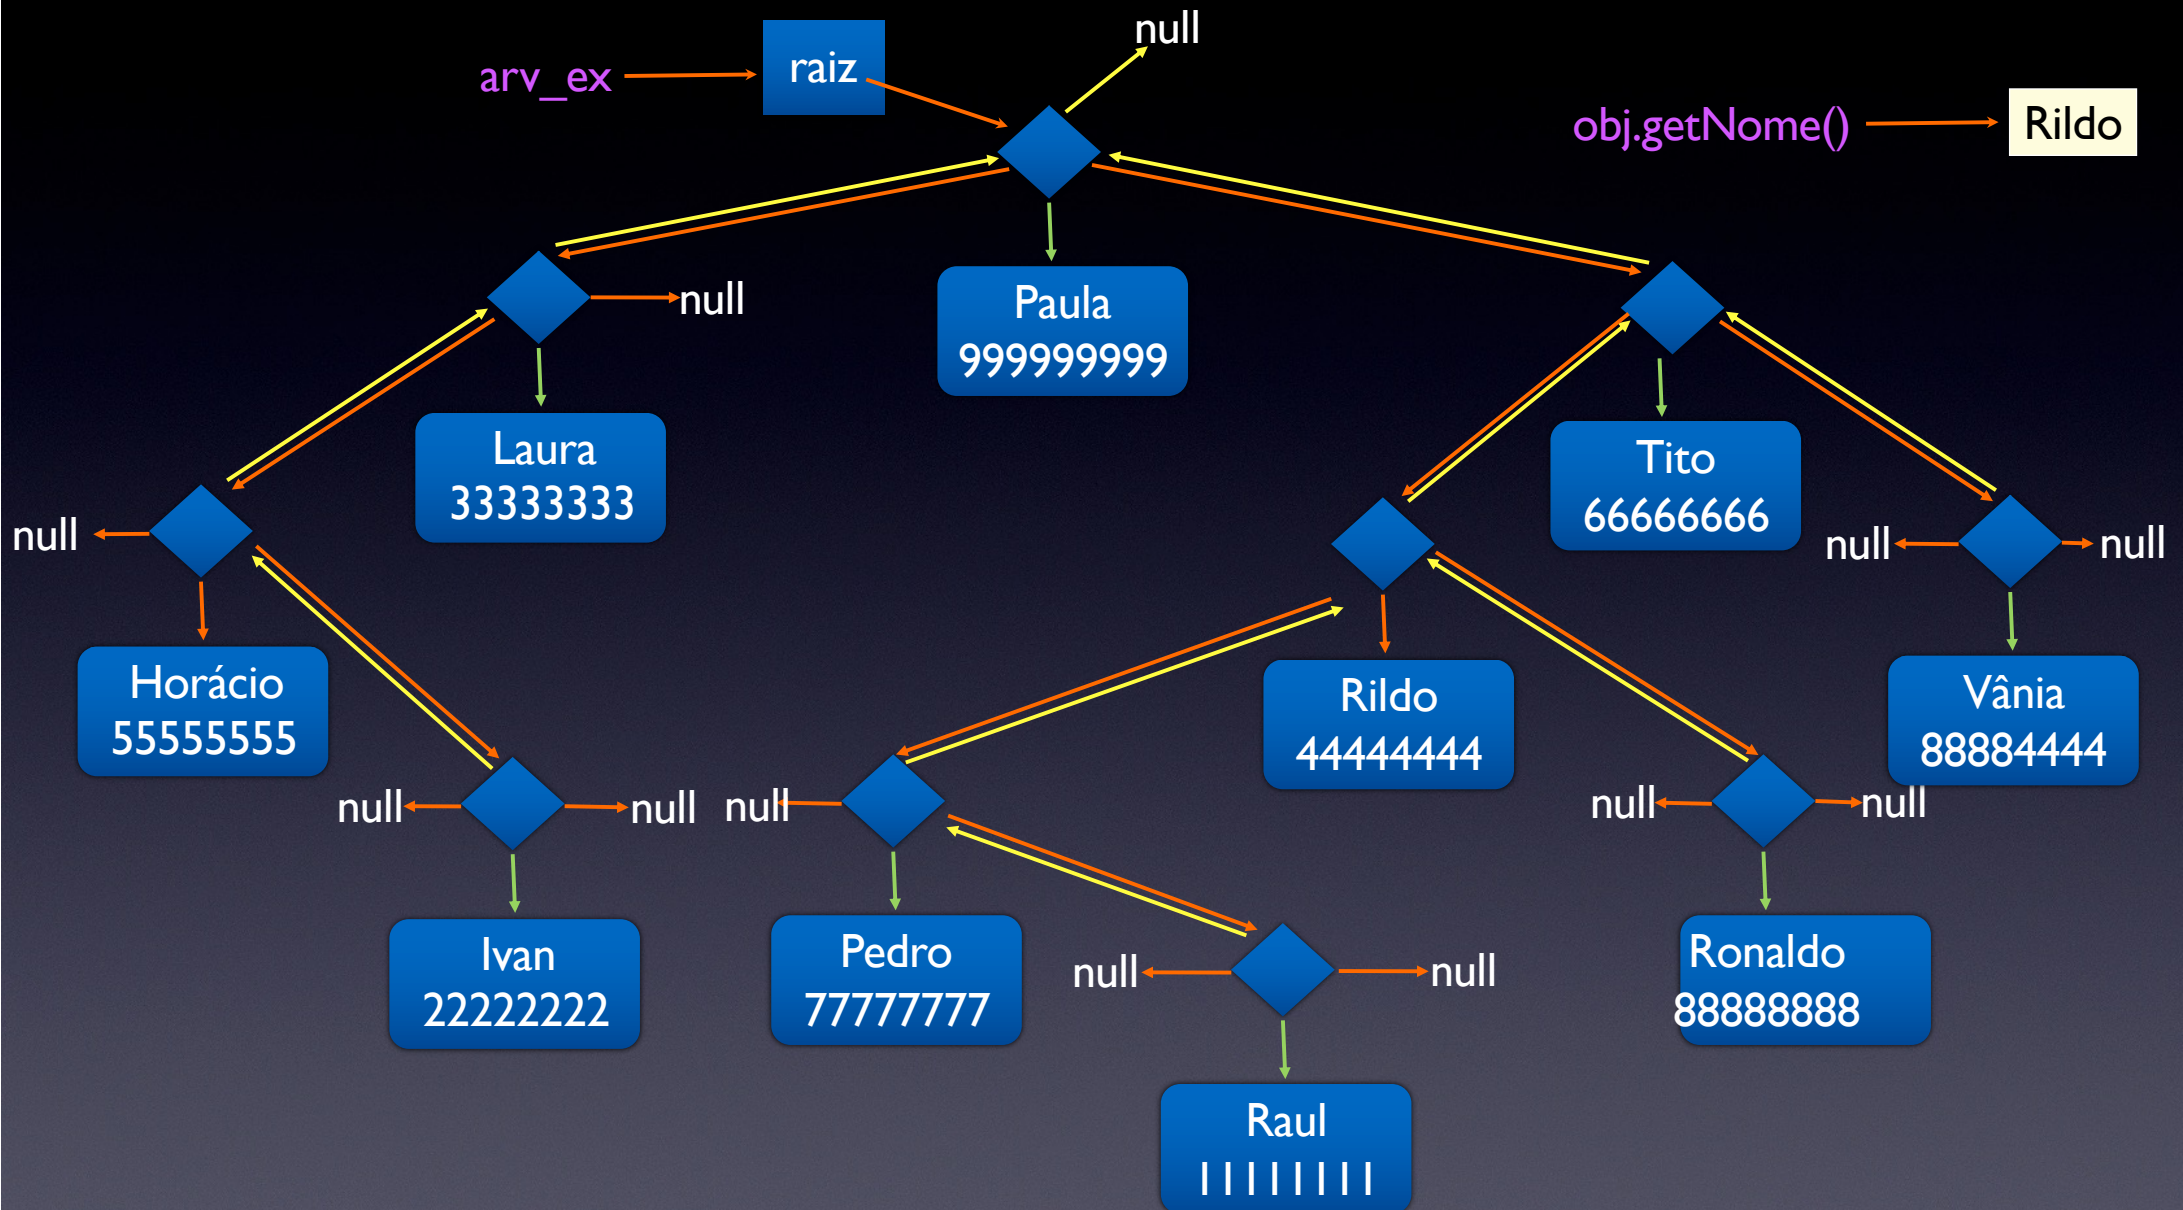 null
arv_ex
raiz
obj.getNome()
Rildo
null
Paula
999999999
Laura
33333333
Tito
66666666
null
null
null
Horácio
55555555
Rildo
44444444
Vânia
88884444
null
null
null
null
null
Ivan
22222222
Pedro
77777777
null
null
Ronaldo
88888888
Raul
11111111